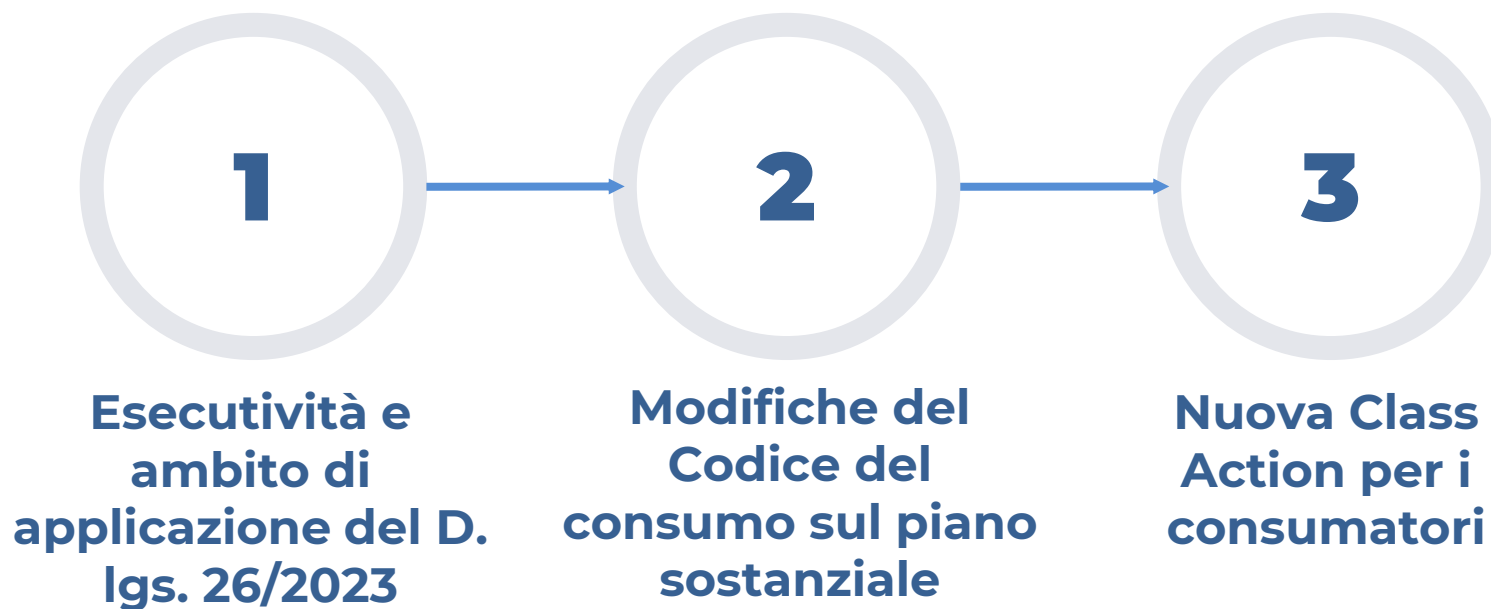 1
Esecutività e
ambito di
applicazione del D.
lgs. 26/2023
2
Modifiche del
Codice del
consumo sul piano
sostanziale
3
Nuova Class
Action per i
consumatori